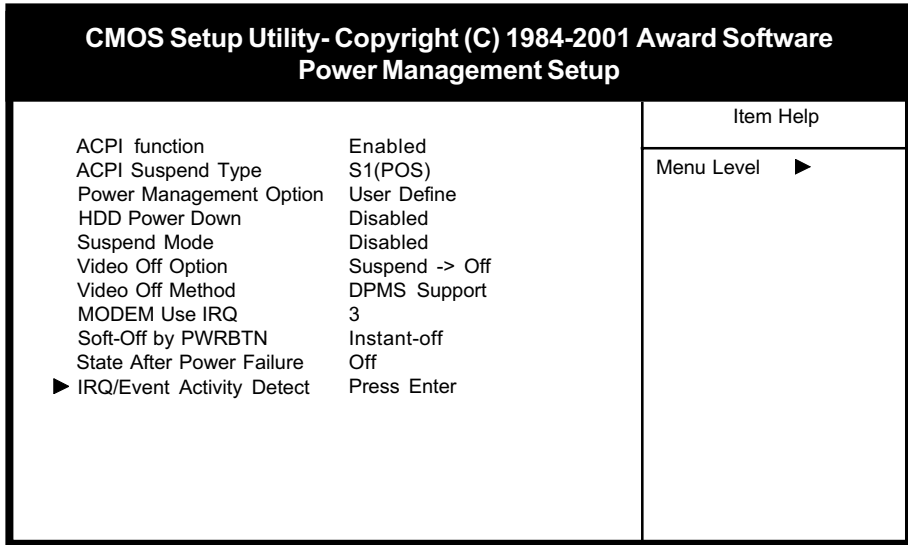 CMOS Setup Utility- Copyright (C) 1984-2001 Award Software
Power Management Setup
ACPI function Enabled
ACPI Suspend Type S1(POS)
Power Management Option User Define
HDD Power Down Disabled
Suspend Mode Disabled
Video Off Option Suspend -> Off
Video Off Method DPMS Support
MODEM Use IRQ 3
Soft-Off by PWRBTN Instant-off
State After Power Failure Off
▶ IRQ/Event Activity Detect Press Enter
Item Help
Menu Level ▶